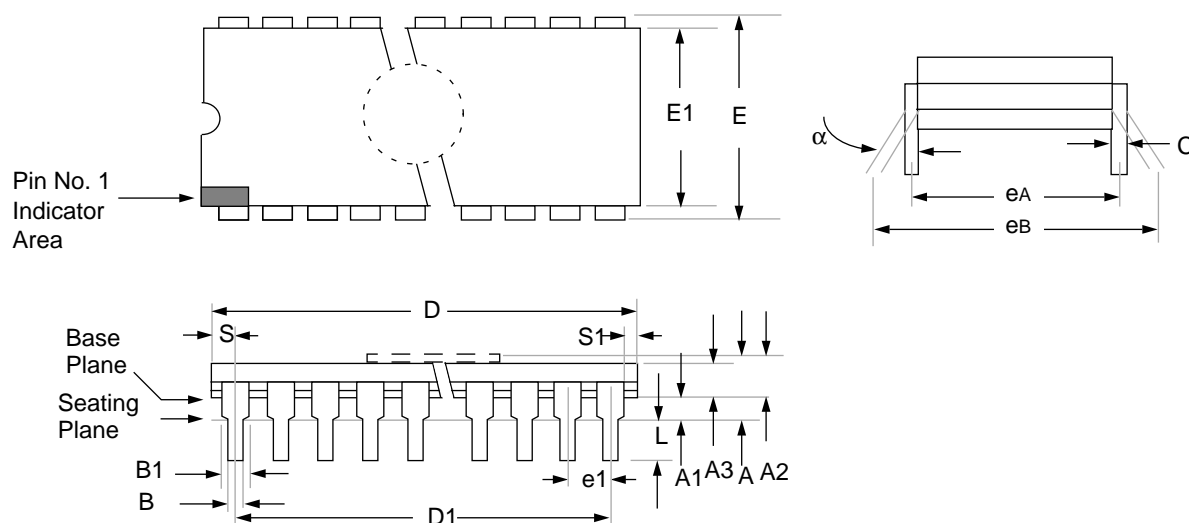 E1
E
α
C
Pin No. 1
Indicator
Area
eA
eB
D
S
S1
Base
Plane
Seating
Plane
L
B1
B
e1
A1
A3
A
A2
D1